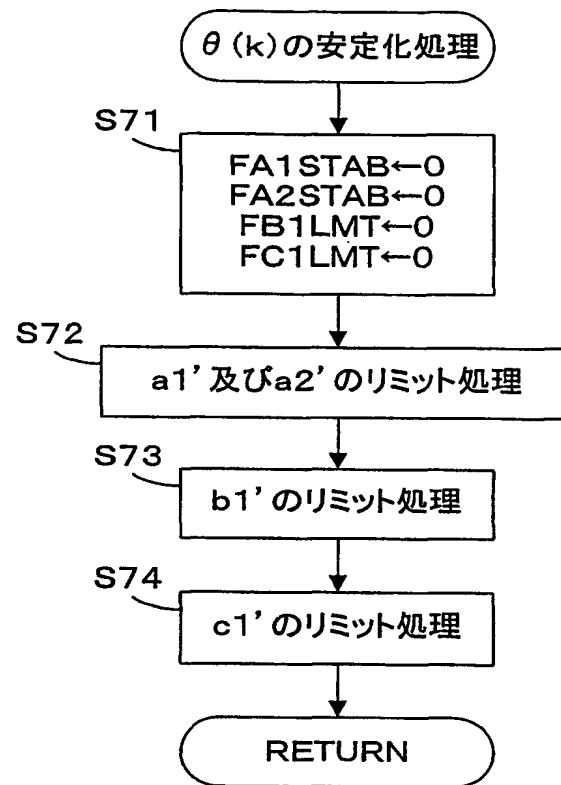 θ(k)の安定化処理
S71
FA1STAB←0
FA2STAB←0
FB1LMT←0
FC1LMT←0
S72
a1'及びa2'のリミット処理
S73
b1'のリミット処理
S74
c1'のリミット処理
RETURN